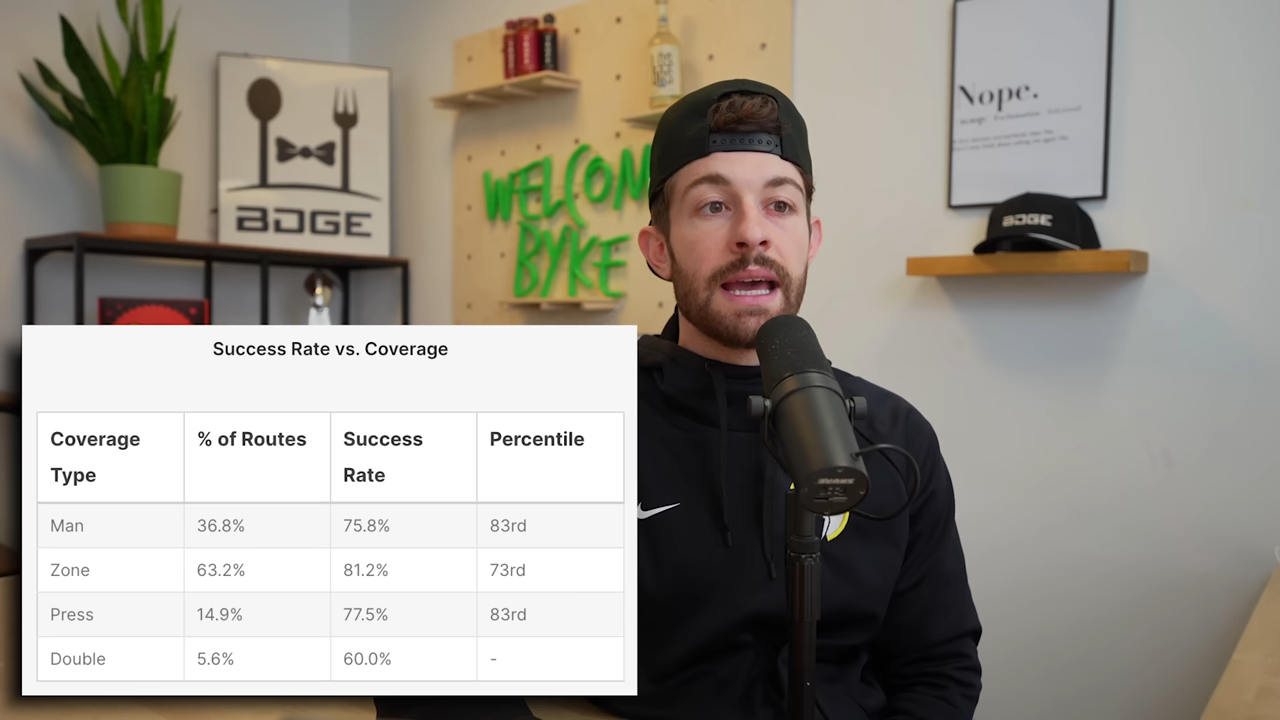 BDGE
WELCOM
BYKE
Nope.
BDGE
Success Rate vs. Coverage
Coverage Type % of Routes Success Rate Percentile
Man 36.8% 75.8% 83rd
Zone 63.2% 81.2% 73rd
Press 14.9% 77.5% 83rd
Double 5.6% 60.0% -